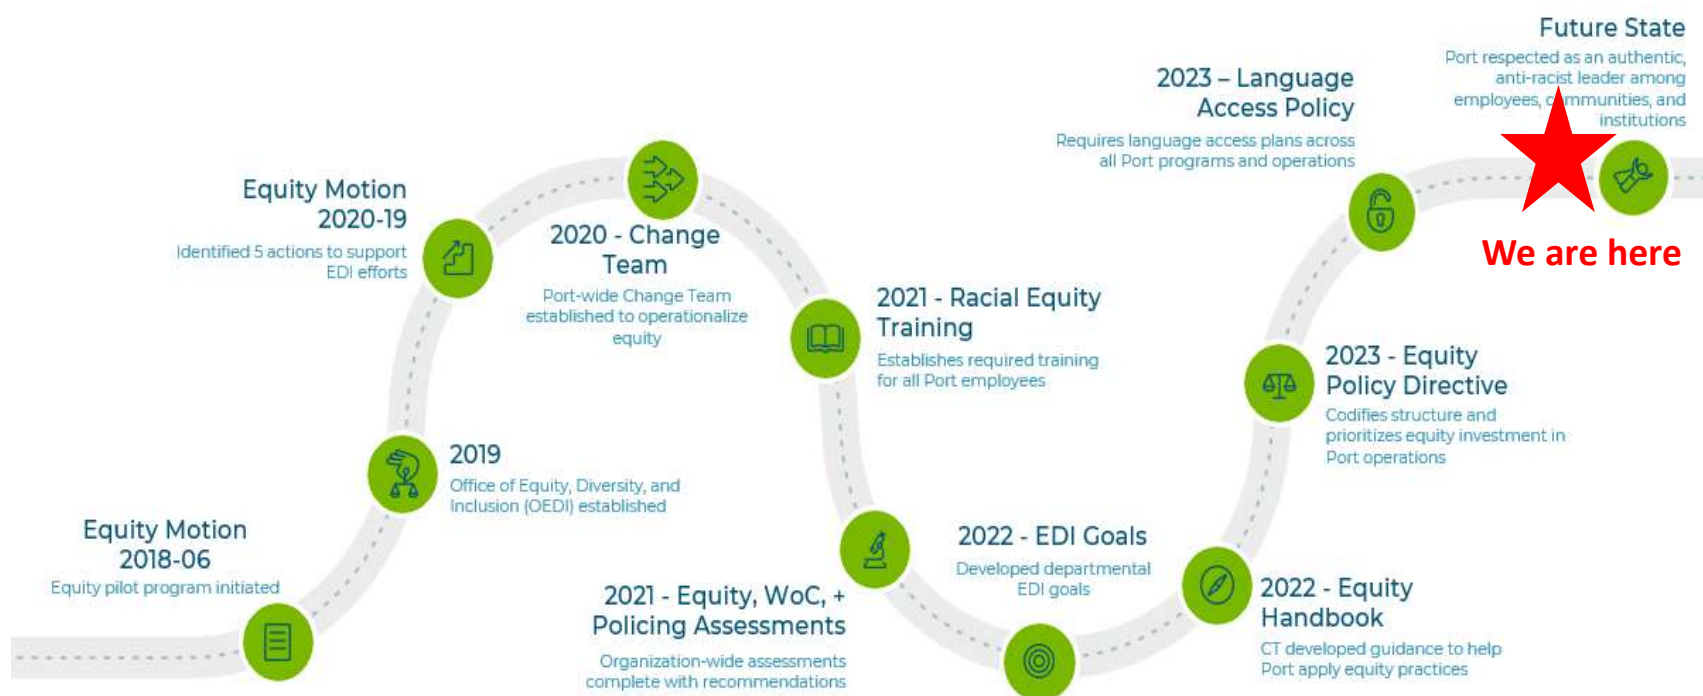 Equity Motion
2018-06
Equity pilot program initiated
2019
Office of Equity, Diversity, and
Inclusion (OEDI) established
Equity Motion
2020-19
Identified 5 actions to support
EDI efforts
2020 - Change
Team
Port-wide Change Team
established to operationalize
equity
2021 - Racial Equity
Training
Establishes required training
for all Port employees
2021 - Equity, WoC, +
Policing Assessments
Organization-wide assessments
complete with recommendations
2022 - EDI Goals
Developed departmental
EDI goals
2022 - Equity
Handbook
CT developed guidance to help
Port apply equity practices
2023 - Equity
Policy Directive
Codifies structure and
prioritizes equity investment in
Port operations
2023 – Language
Access Policy
Requires language access plans across
all Port programs and operations
Future State
Port respected as an authentic,
anti-racist leader among
employees, communities, and
institutions
We are here